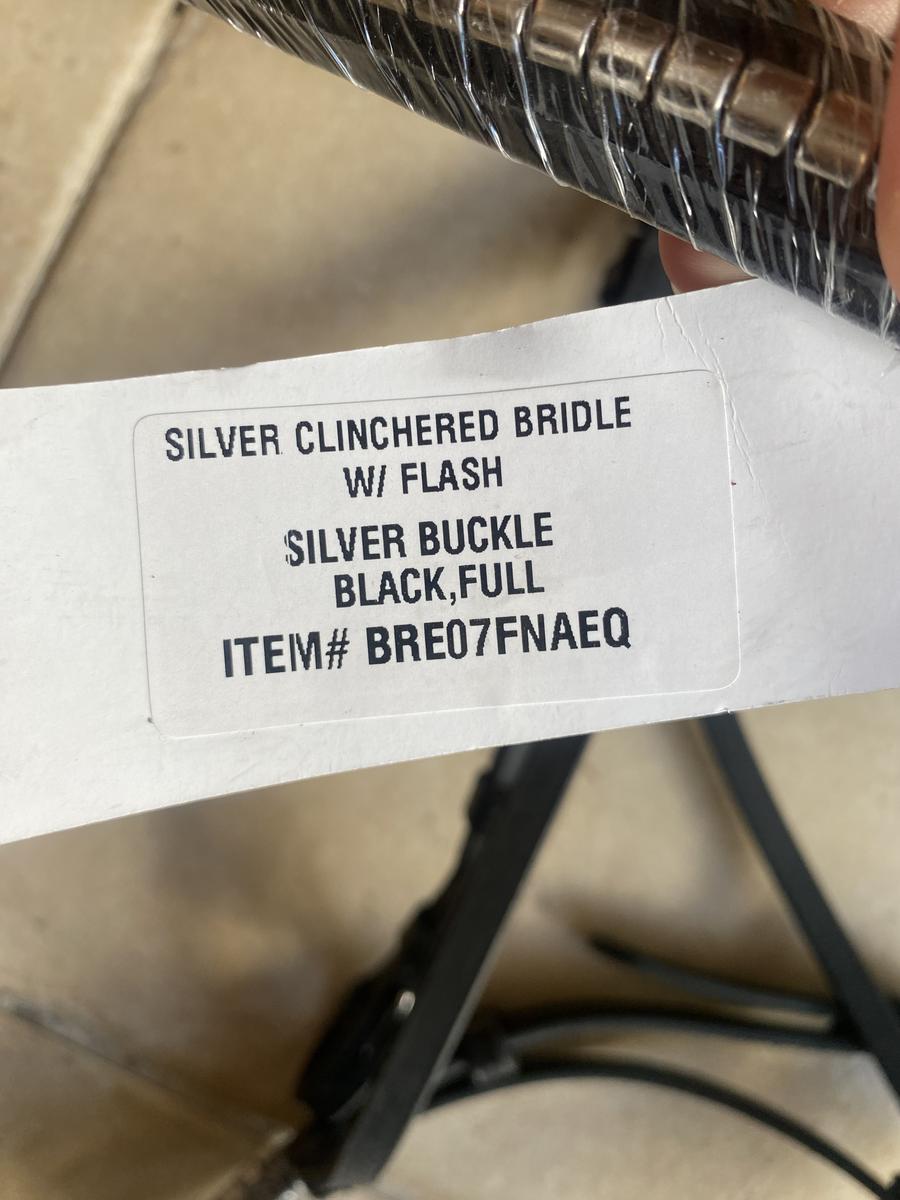 SILVER CLINCHERED BRIDLE
W/ FLASH
SILVER BUCKLE
BLACK,FULL
ITEM# BRE07FNAEQ